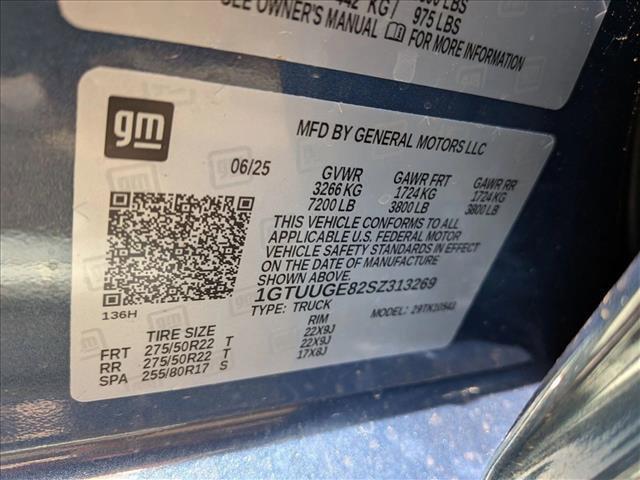 442 KG /
975 LBS
SEE OWNER'S MANUAL FOR MORE INFORMATION
gm
MFD BY GENERAL MOTORS LLC
06/25 GVWR GAWR FRT GAWR RR
3266 KG 1724 KG 1724 KG
7200 LB 3800 LB 3800 LB
THIS VEHICLE CONFORMS TO ALL
APPLICABLE U.S. FEDERAL MOTOR
VEHICLE SAFETY STANDARDS IN EFFECT
ON THE DATE OF MANUFACTURE
SHOWN ABOVE.
1GTUUGE82SZ313269
TYPE: TRUCK MODEL: 29TK10543
136H
TIRE SIZE RIM
FRT 275/50R22 T 22X9J
RR 275/50R22 T 22X9J
SPA 255/80R17 S 17X8J